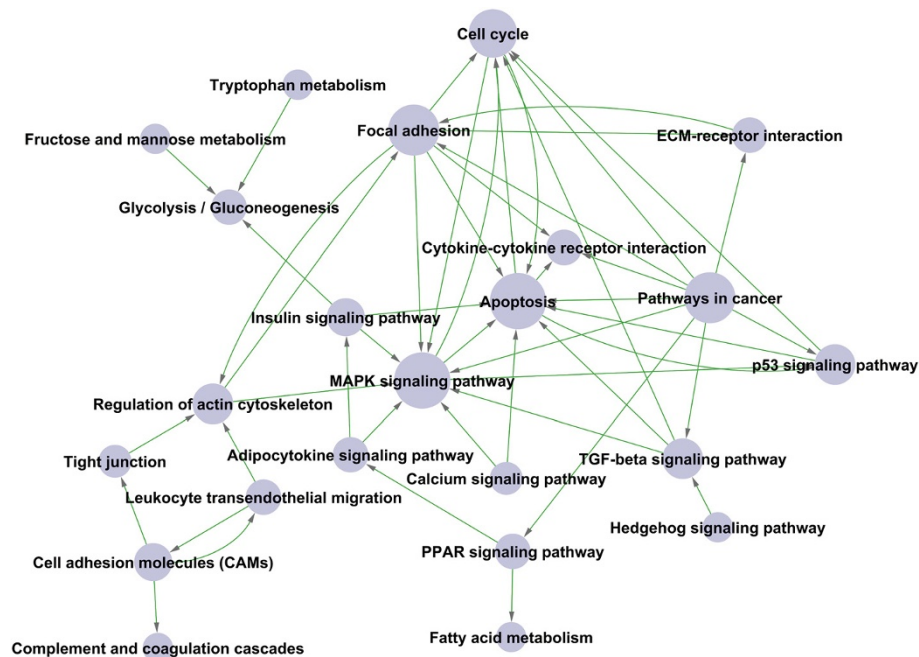 Cell cycle
Tryptophan metabolism
Focal adhesion
ECM-receptor interaction
Fructose and mannose metabolism
Glycolysis / Gluconeogenesis
Cytokine-cytokine receptor interaction
Apoptosis
Pathways in cancer
Insulin signaling pathway
p53 signaling pathway
MAPK signaling pathway
Regulation of actin cytoskeleton
Adipocytokine signaling pathway
TGF-beta signaling pathway
Tight junction
Calcium signaling pathway
Leukocyte transendothelial migration
Hedgehog signaling pathway
PPAR signaling pathway
Cell adhesion molecules (CAMs)
Fatty acid metabolism
Complement and coagulation cascades